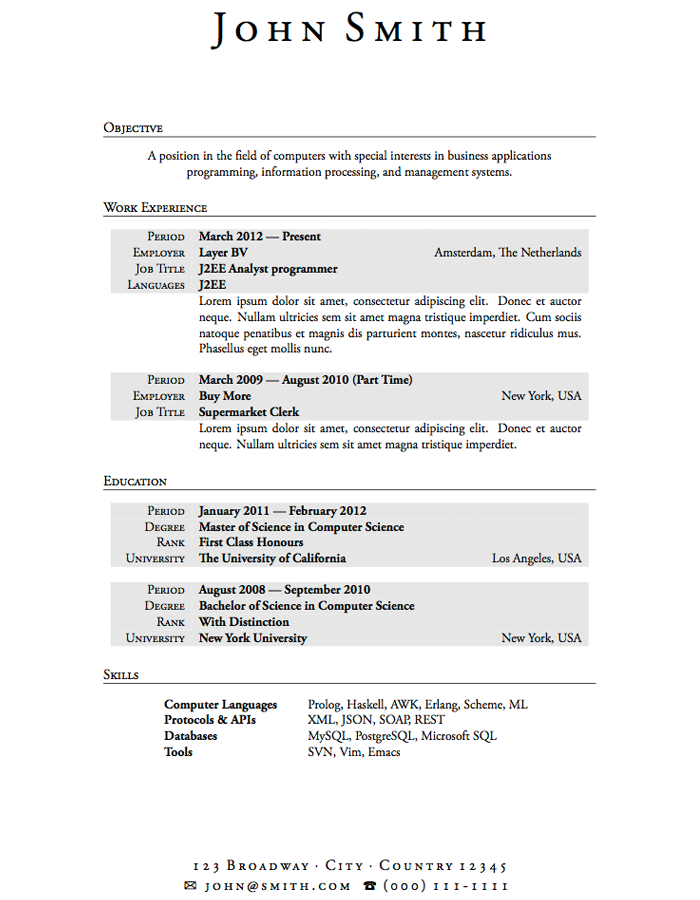 John Smith
Objective
A position in the field of computers with special interests in business applications
programming, information processing, and management systems.
Work Experience
Period March 2012 — Present
Employer Layer BV Amsterdam, The Netherlands
Job Title J2EE Analyst programmer
Languages J2EE
Lorem ipsum dolor sit amet, consectetur adipiscing elit. Donec et auctor
neque. Nullam ultricies sem sit amet magna tristique imperdiet. Cum sociis
natoque penatibus et magnis dis parturient montes, nascetur ridiculus mus.
Phasellus eget mollis nunc.
Period March 2009 — August 2010 (Part Time)
Employer Buy More New York, USA
Job Title Supermarket Clerk
Lorem ipsum dolor sit amet, consectetur adipiscing elit. Donec et auctor
neque. Nullam ultricies sem sit amet magna tristique imperdiet.
Education
Period January 2011 — February 2012
Degree Master of Science in Computer Science
Rank First Class Honours
University The University of California Los Angeles, USA
Period August 2008 — September 2010
Degree Bachelor of Science in Computer Science
Rank With Distinction
University New York University New York, USA
Skills
Computer Languages Prolog, Haskell, AWK, Erlang, Scheme, ML
Protocols & APIs XML, JSON, SOAP, REST
Databases MySQL, PostgreSQL, Microsoft SQL
Tools SVN, Vim, Emacs
123 Broadway · City · Country 12345
✉ john@smith.com ☎ (000) 111-1111